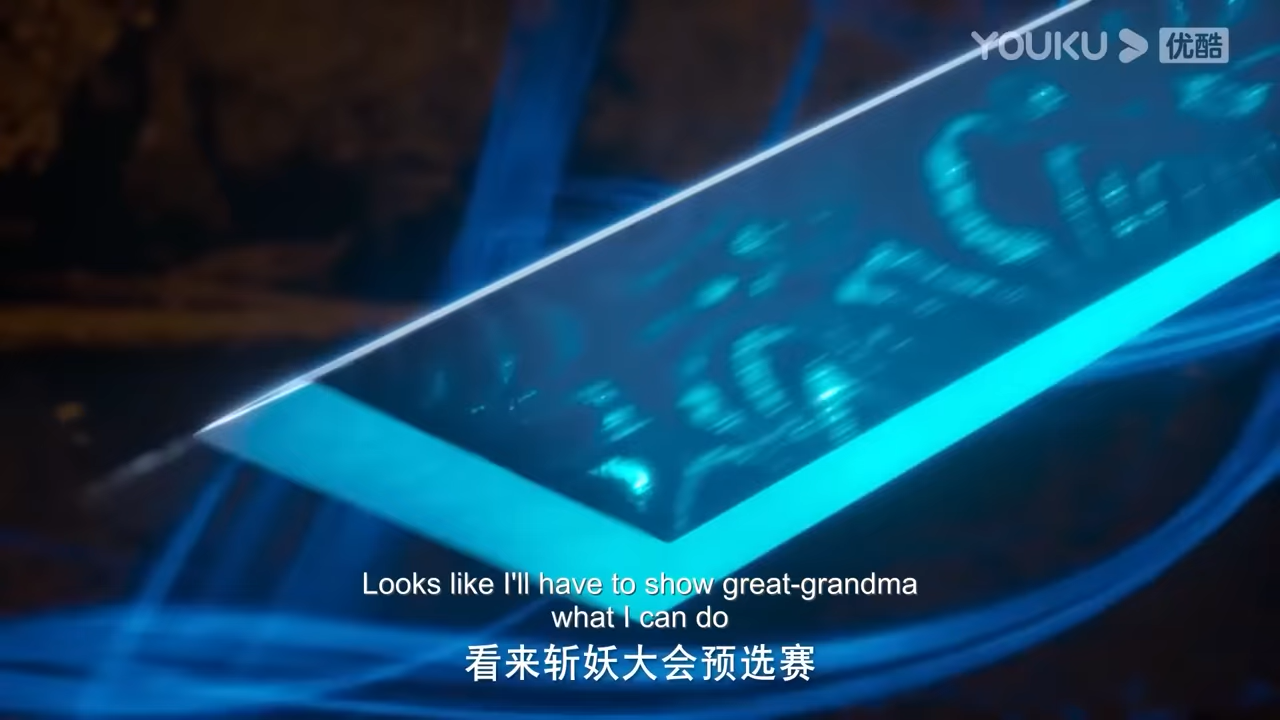 YOUKU 优酷
Looks like I'll have to show great-grandma
what I can do
看来斩妖大会预选赛